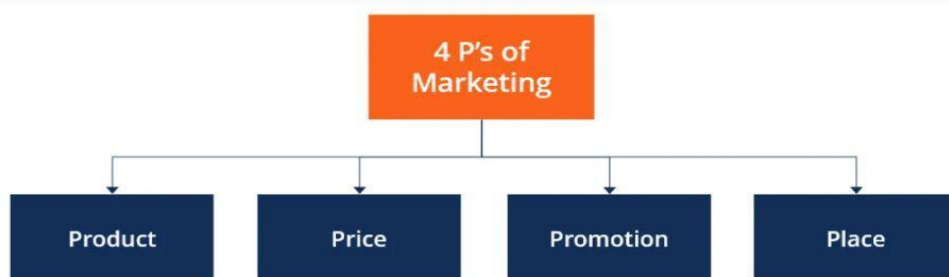 4 P's of
Marketing
Product
Price
Promotion
Place